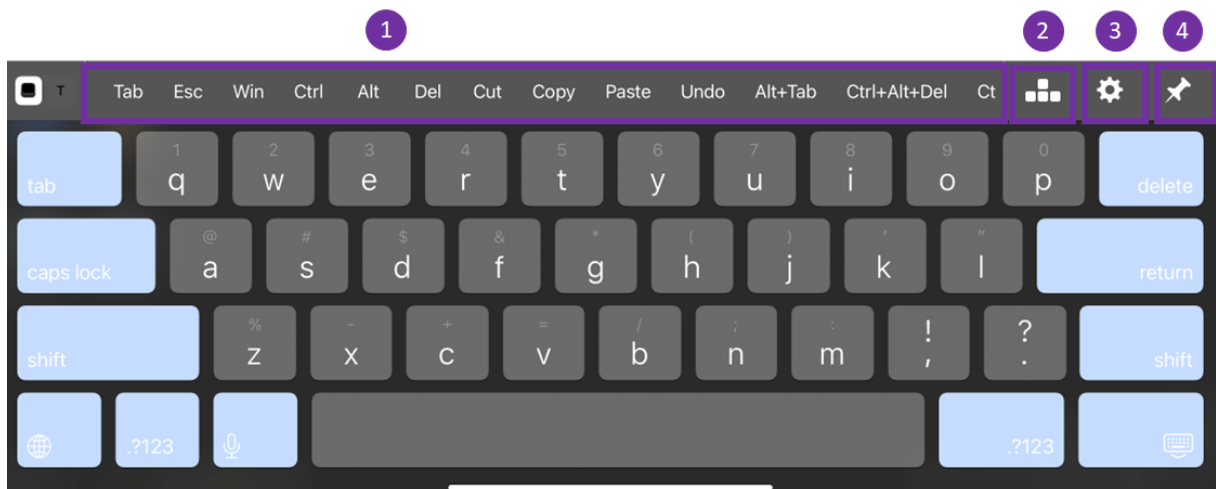 1 2 3 4
T Tab Esc Win Ctrl Alt Del Cut Copy Paste Undo Alt+Tab Ctrl+Alt+Del Ct
1 2 3 4 5 6 7 8 9 0
tab q w e r t y u i o p delete
@ # $ & * ( ) ' "
caps lock a s d f g h j k l return
% - + = / ; : ! ?
shift z x c v b n m , . shift
.?123 .?123